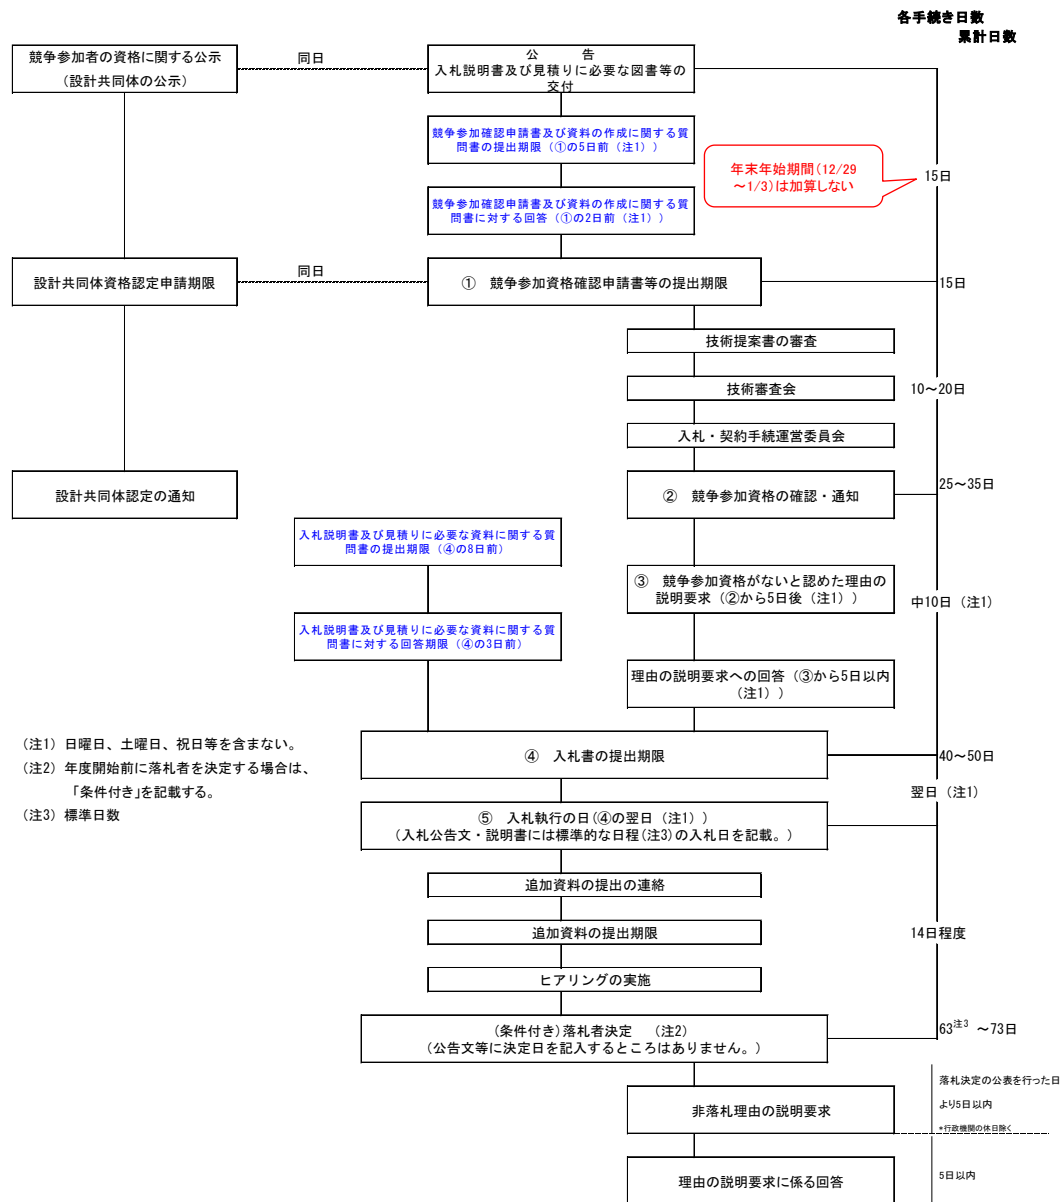 各手続き日数
累計日数
競争参加者の資格に関する公示
（設計共同体の公示）
同日
公　　　告
入札説明書及び見積りに必要な図書等の
交付
競争参加確認申請書及び資料の作成に関する質
問書の提出期限（①の5日前（注1））
年末年始期間(12/29
～1/3)は加算しない
15日
競争参加確認申請書及び資料の作成に関する質
問書に対する回答（①の2日前（注1））
設計共同体資格認定申請期限
同日
①　競争参加資格確認申請書等の提出期限
15日
技術提案書の審査
技術審査会
10～20日
入札・契約手続運営委員会
設計共同体認定の通知
②　競争参加資格の確認・通知
25～35日
入札説明書及び見積りに必要な資料に関する質
問書の提出期限（④の8日前）
③　競争参加資格がないと認めた理由の
説明要求（②から5日後（注1））
中10日（注1）
入札説明書及び見積りに必要な資料に関する質
問書に対する回答期限（④の3日前）
理由の説明要求への回答（③から5日以内
（注1））
（注1）日曜日、土曜日、祝日等を含まない。
（注2）年度開始前に落札者を決定する場合は、
「条件付き」を記載する。
（注3）標準日数
④　入札書の提出期限
40～50日
翌日（注1）
⑤　入札執行の日(④の翌日（注1））
（入札公告文・説明書には標準的な日程(注3)の入札日を記載。）
追加資料の提出の連絡
追加資料の提出期限
14日程度
ヒアリングの実施
(条件付き)落札者決定　（注2）
（公告文等に決定日を記入するところはありません。）
63注3 ～73日
非落札理由の説明要求
落札決定の公表を行った日
より5日以内
*行政機関の休日除く
理由の説明要求に係る回答
5日以内